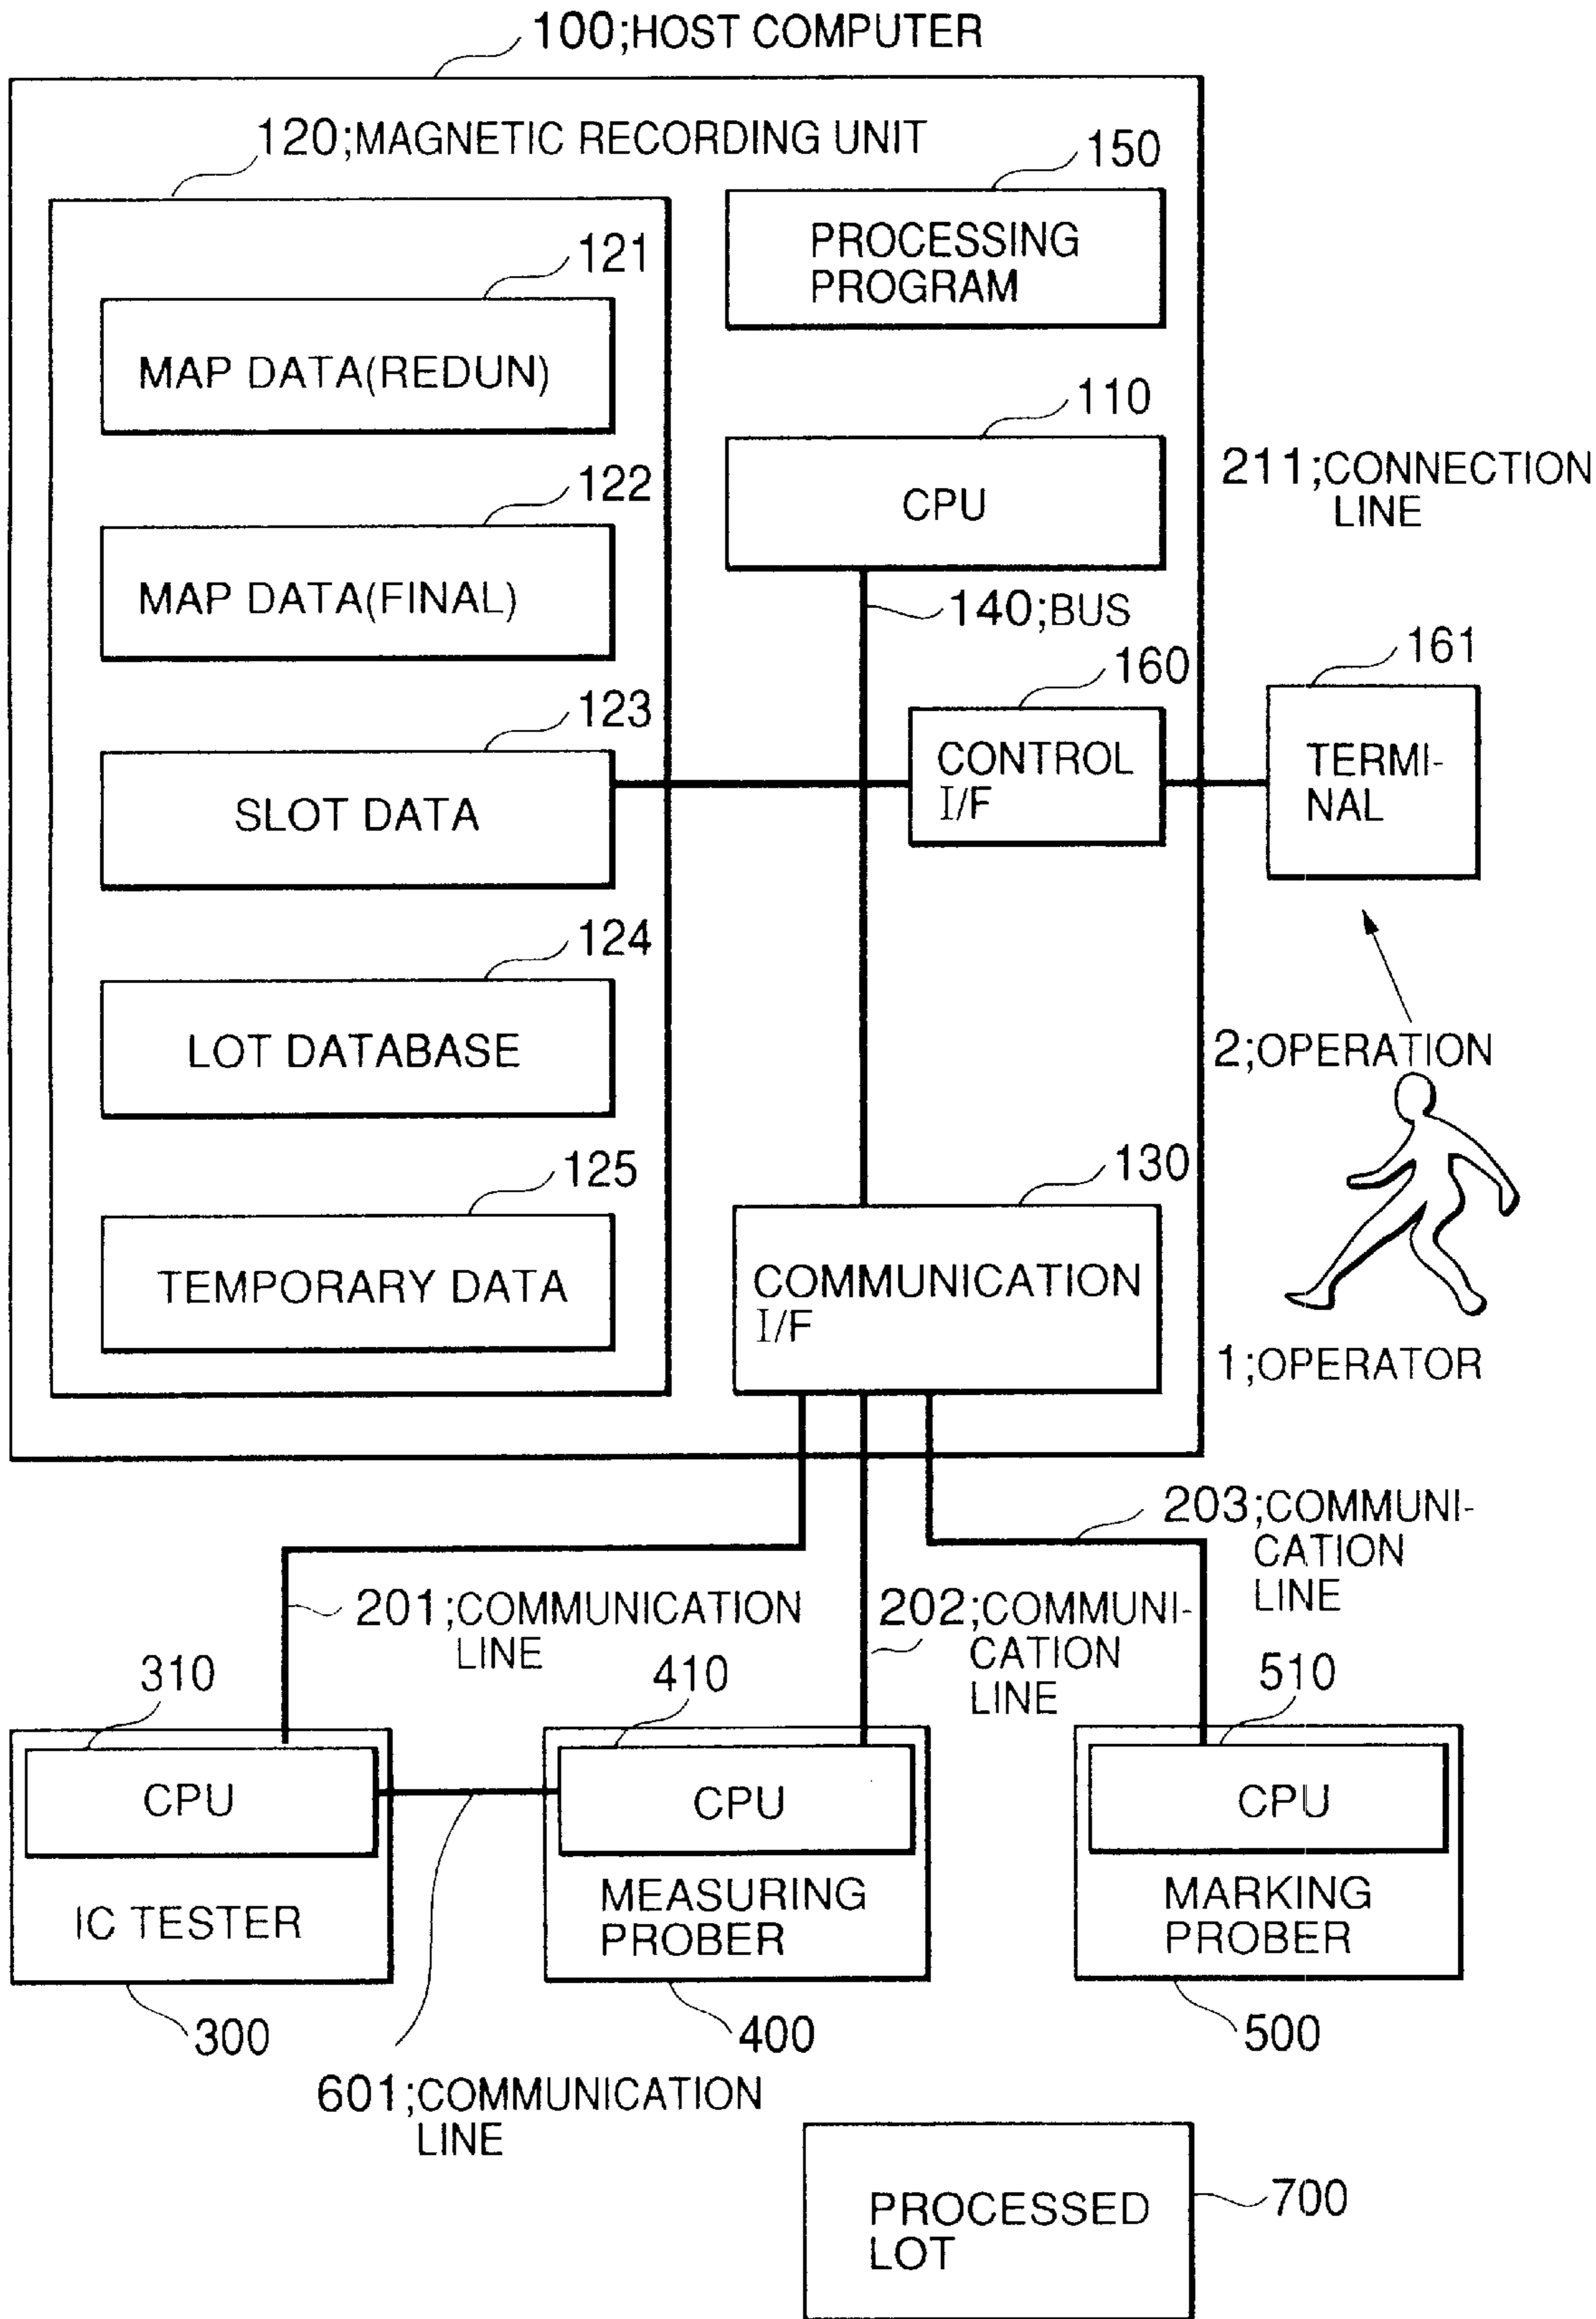 100;HOST COMPUTER
120;MAGNETIC RECORDING UNIT
150
PROCESSING
PROGRAM
121
MAP DATA(REDUN)
110
CPU
211;CONNECTION
LINE
122
MAP DATA(FINAL)
140;BUS
160
CONTROL
I/F
161
TERMI-
NAL
123
SLOT DATA
124
LOT DATABASE
2;OPERATION
125
TEMPORARY DATA
130
COMMUNICATION
I/F
1;OPERATOR
203;COMMUNI-
CATION
LINE
201;COMMUNICATION
LINE
202;COMMUNI-
CATION
LINE
310
CPU
IC TESTER
300
410
CPU
MEASURING
PROBER
400
510
CPU
MARKING
PROBER
500
601;COMMUNICATION
LINE
PROCESSED
LOT
700